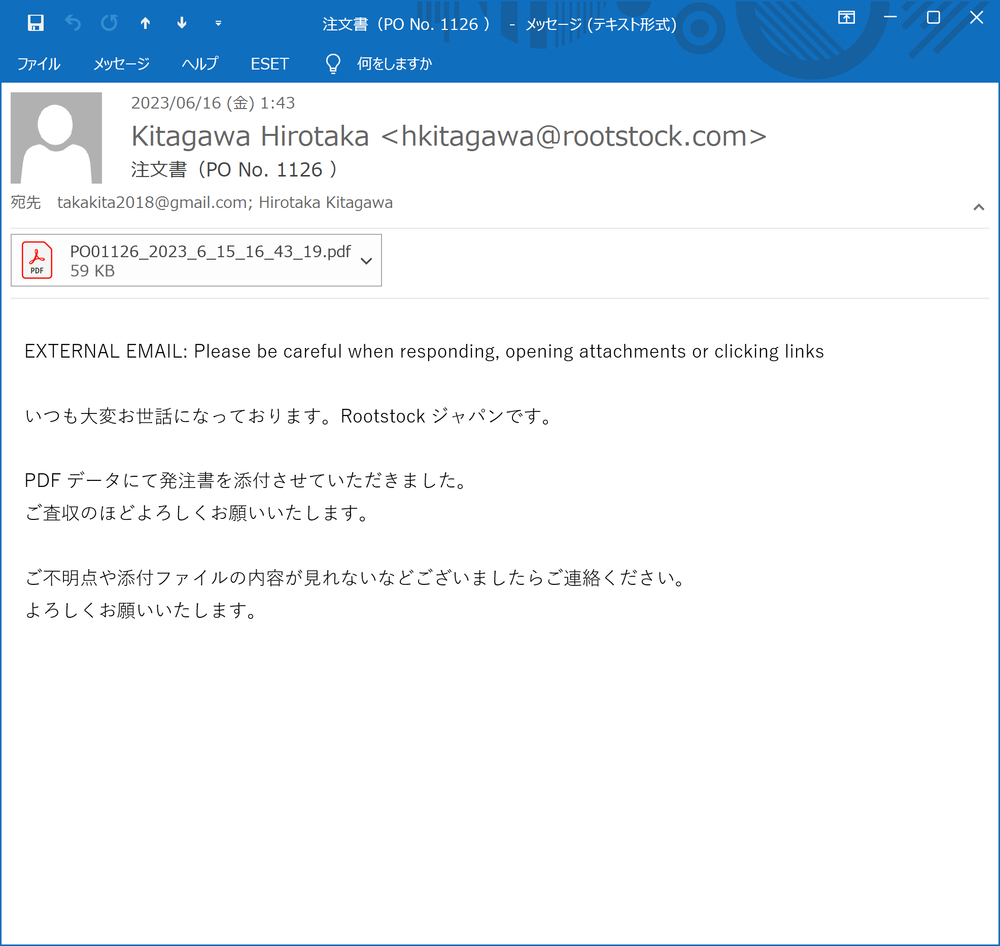 注文書（PO No. 1126 ） - メッセージ (テキスト形式)
ファイル メッセージ ヘルプ ESET 何をしますか
2023/06/16 (金) 1:43
Kitagawa Hirotaka <hkitagawa@rootstock.com>
注文書（PO No. 1126 ）
宛先 takakita2018@gmail.com; Hirotaka Kitagawa
PO01126_2023_6_15_16_43_19.pdf
PDF
59 KB
EXTERNAL EMAIL: Please be careful when responding, opening attachments or clicking links
いつも大変お世話になっております。Rootstock ジャパンです。
PDF データにて発注書を添付させていただきました。
ご査収のほどよろしくお願いいたします。
ご不明点や添付ファイルの内容が見れないなどございましたらご連絡ください。
よろしくお願いいたします。